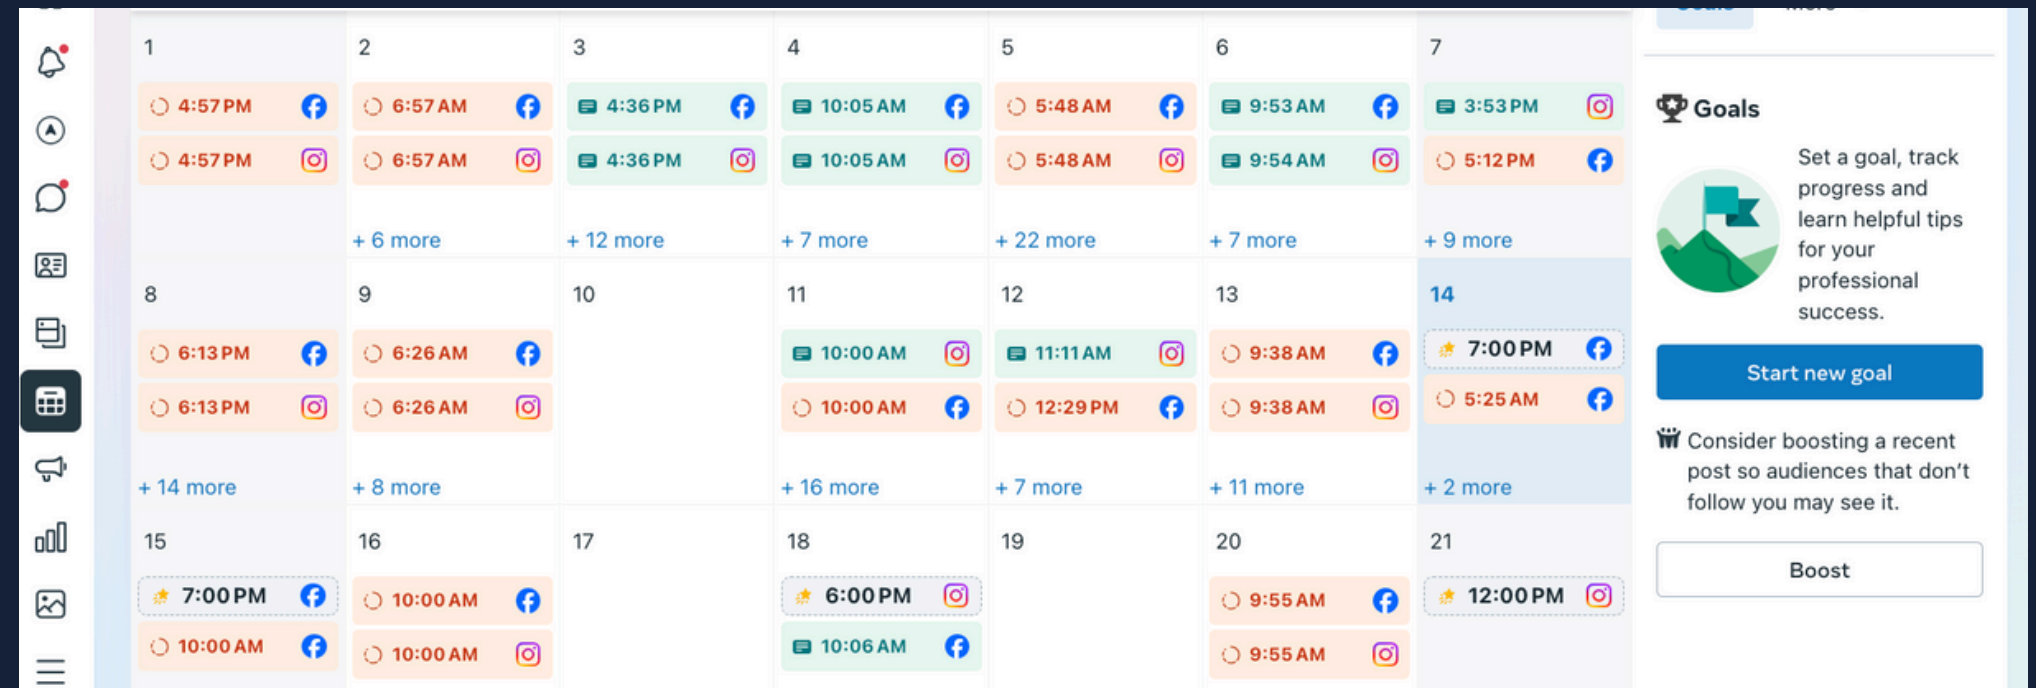 1 2 3 4 5 6 7
4:57 PM 6:57 AM 4:36 PM 10:05 AM 5:48 AM 9:53 AM 3:53 PM
4:57 PM 6:57 AM 4:36 PM 10:05 AM 5:48 AM 9:54 AM 5:12 PM
+ 6 more + 12 more + 7 more + 22 more + 7 more + 9 more
8 9 10 11 12 13 14
6:13 PM 6:26 AM 10:00 AM 11:11 AM 9:38 AM 7:00 PM
6:13 PM 6:26 AM 10:00 AM 12:29 PM 9:38 AM 5:25 AM
+ 14 more + 8 more + 16 more + 7 more + 11 more + 2 more
15 16 17 18 19 20 21
7:00 PM 10:00 AM 6:00 PM 9:55 AM 12:00 PM
10:00 AM 10:00 AM 10:06 AM 9:55 AM
Goals
Set a goal, track
progress and
learn helpful tips
for your
professional
success.
Start new goal
Consider boosting a recent
post so audiences that don't
follow you may see it.
Boost